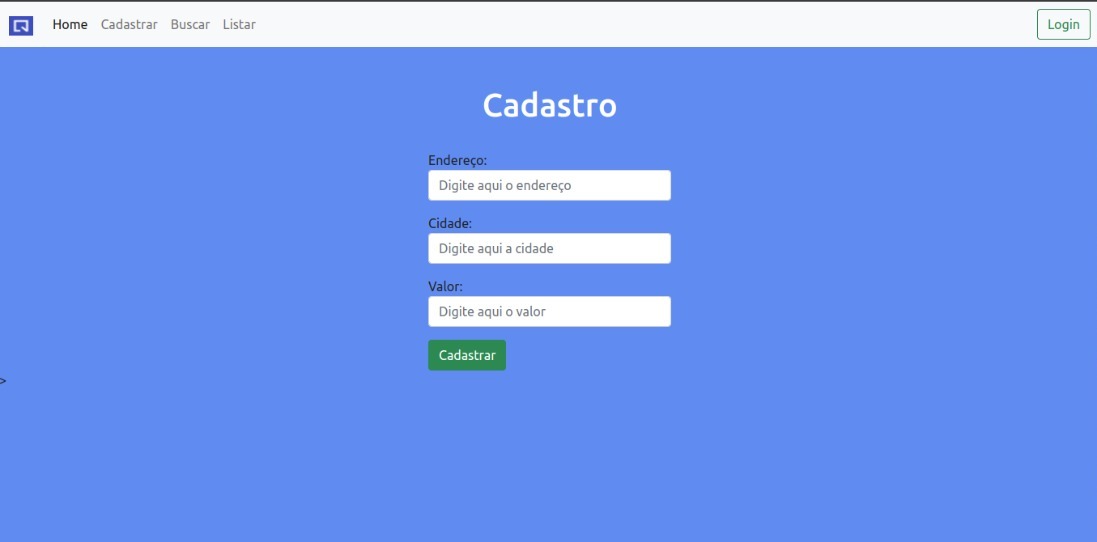 Home Cadastrar Buscar Listar Login
Cadastro
Endereço:
Digite aqui o endereço
Cidade:
Digite aqui a cidade
Valor:
Digite aqui o valor
Cadastrar
>